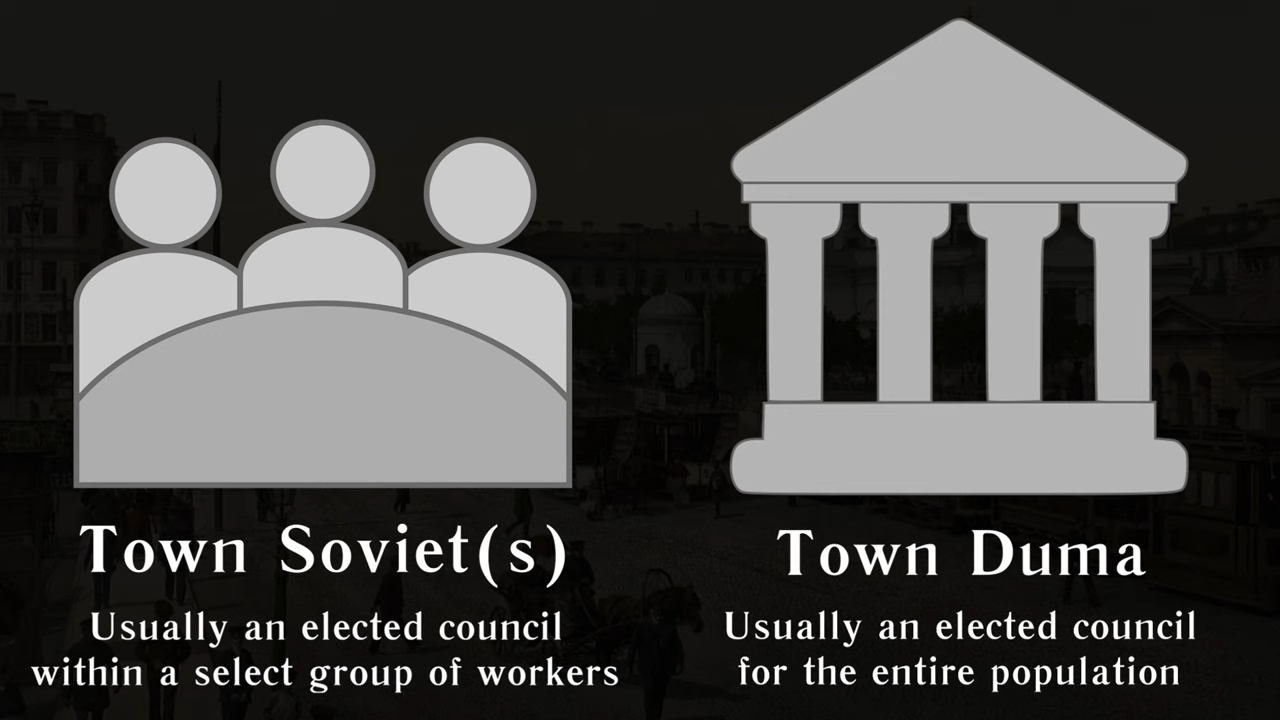 Town Soviet(s)
Usually an elected council
within a select group of workers
Town Duma
Usually an elected council
for the entire population